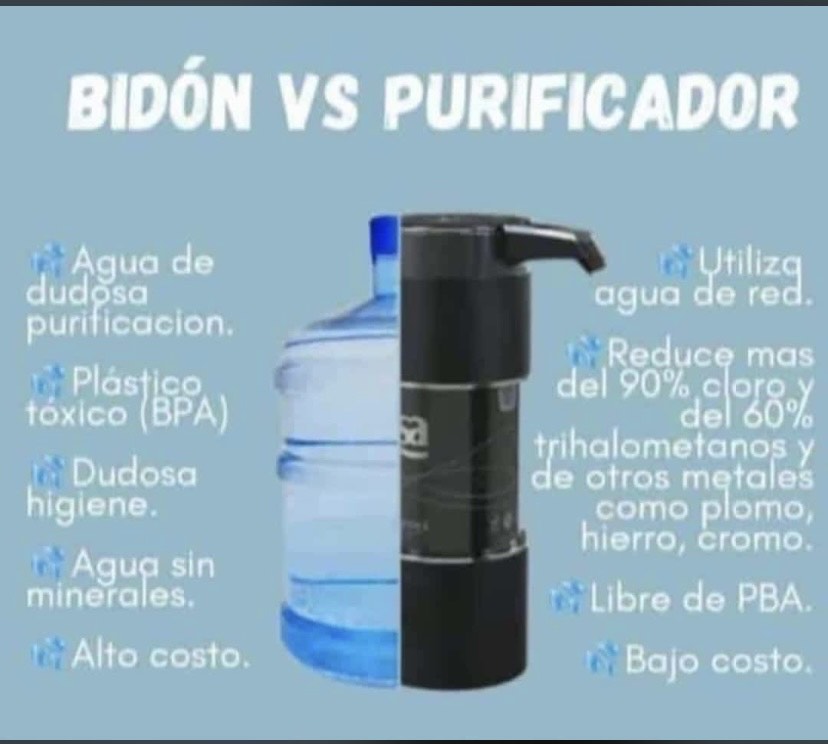 BIDÓN VS PURIFICADOR
Agua de
dudosa
purificacion.
Plástico
tóxico (BPA)
Dudosa
higiene.
Agua sin
minerales.
Alto costo.
sa
Utiliza
agua de red.
Reduce mas
del 90% cloro y
del 60%
trihalometanos y
de otros metales
como plomo,
hierro, cromo.
Libre de PBA.
Bajo costo.